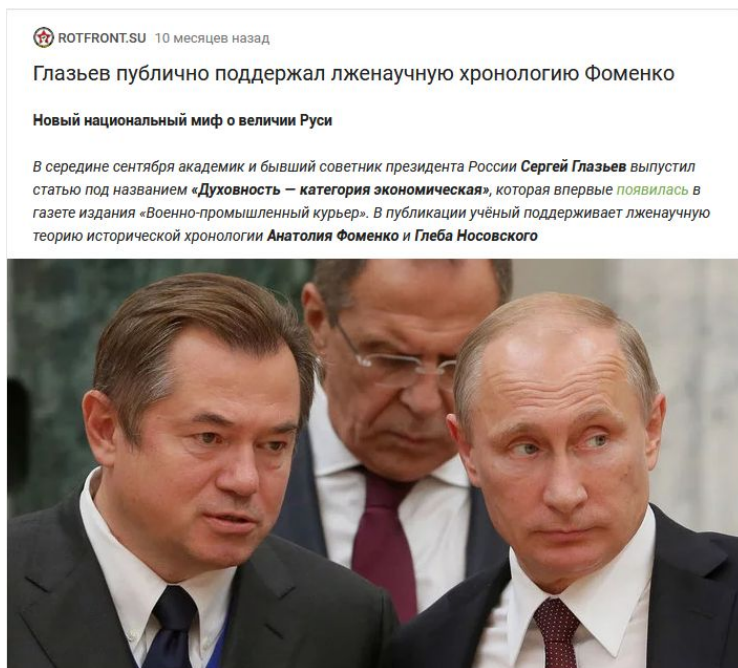 ROTFRONT.SU 10 месяцев назад
Глазьев публично поддержал лженаучную хронологию Фоменко
Новый национальный миф о величии Руси
В середине сентября академик и бывший советник президента России Сергей Глазьев выпустил
статью под названием «Духовность — категория экономическая», которая впервые появилась в
газете издания «Военно-промышленный курьер». В публикации учёный поддерживает лженаучную
теорию исторической хронологии Анатолия Фоменко и Глеба Носовского